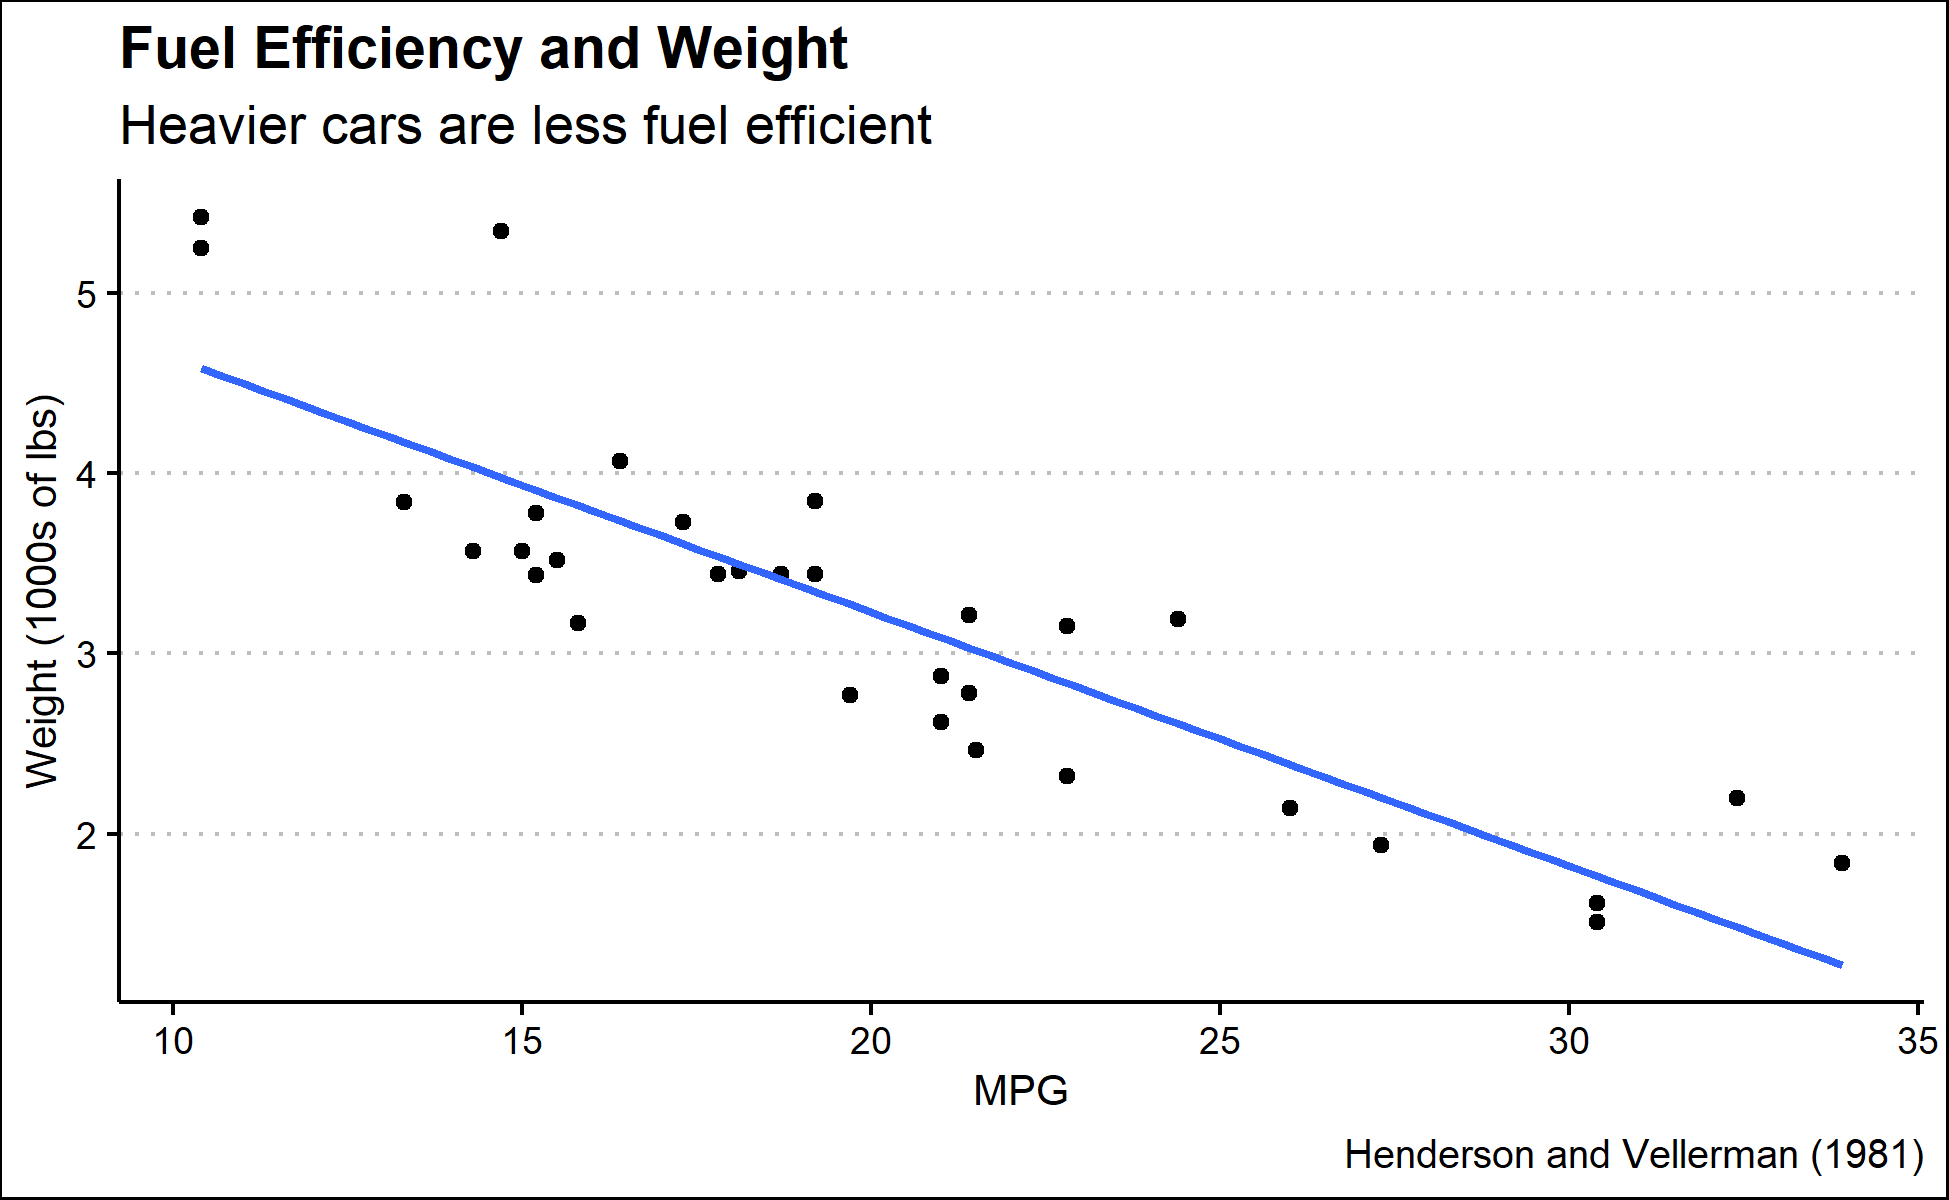 Fuel Efficiency and Weight
Heavier cars are less fuel efficient
Weight (1000s of lbs)
5
4
3
2
10 15 20 25 30 35
MPG
Henderson and Vellerman (1981)